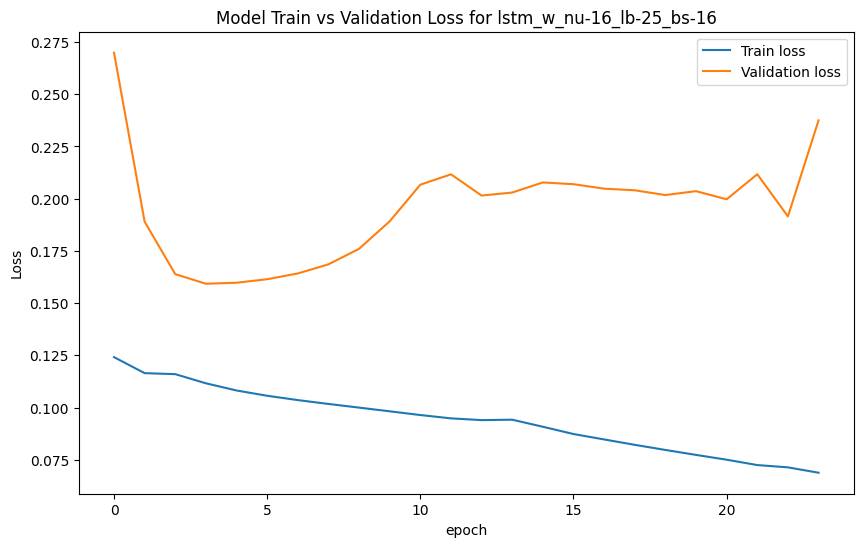 Model Train vs Validation Loss for lstm_w_nu-16_lb-25_bs-16
Train loss
Validation loss
0.275
0.250
0.225
0.200
0.175
0.150
0.125
0.100
0.075
Loss
0 5 10 15 20
epoch